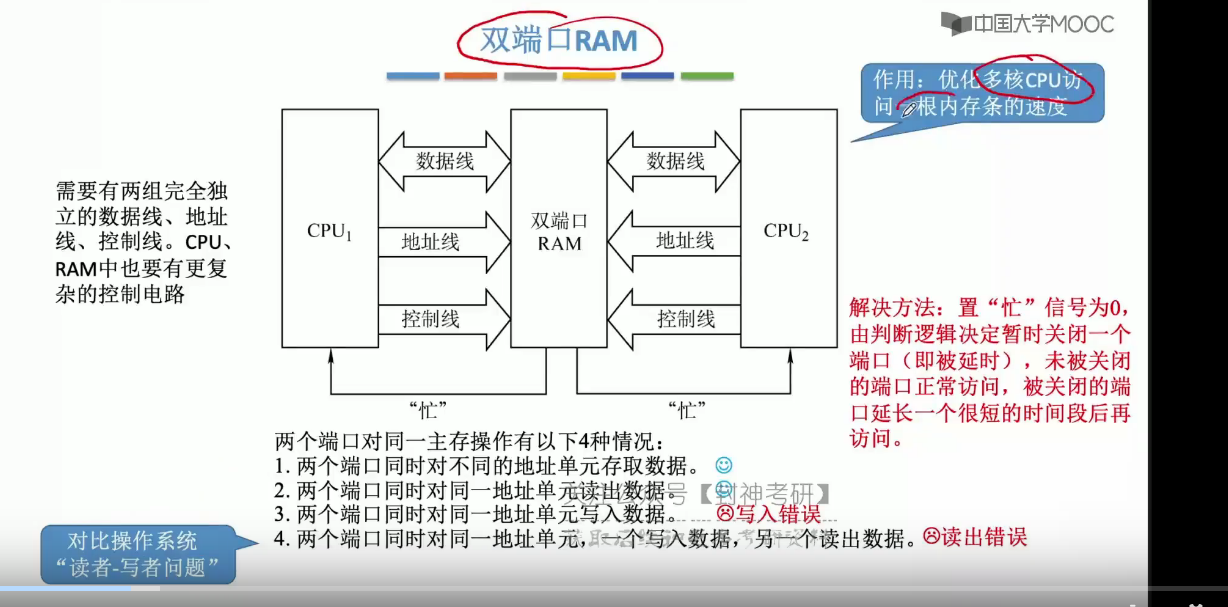 中国大学MOOC
双端口RAM
作用：优化多核CPU访
问一根内存条的速度
需要有两组完全独
立的数据线、地址
线、控制线。CPU、
RAM中也要有更复
杂的控制电路
CPU1
数据线
地址线
控制线
双端口
RAM
数据线
地址线
控制线
CPU2
“忙”
“忙”
解决方法：置“忙”信号为0，
由判断逻辑决定暂时关闭一个
端口（即被延时），未被关闭
的端口正常访问，被关闭的端
口延长一个很短的时间段后再
访问。
两个端口对同一主存操作有以下4种情况：
1. 两个端口同时对不同的地址单元存取数据。
2. 两个端口同时对同一地址单元读出数据。
3. 两个端口同时对同一地址单元写入数据。 写入错误
4. 两个端口同时对同一地址单元，一个写入数据，另一个读出数据。 读出错误
公众号【封神考研】
对比操作系统
“读者-写者问题”